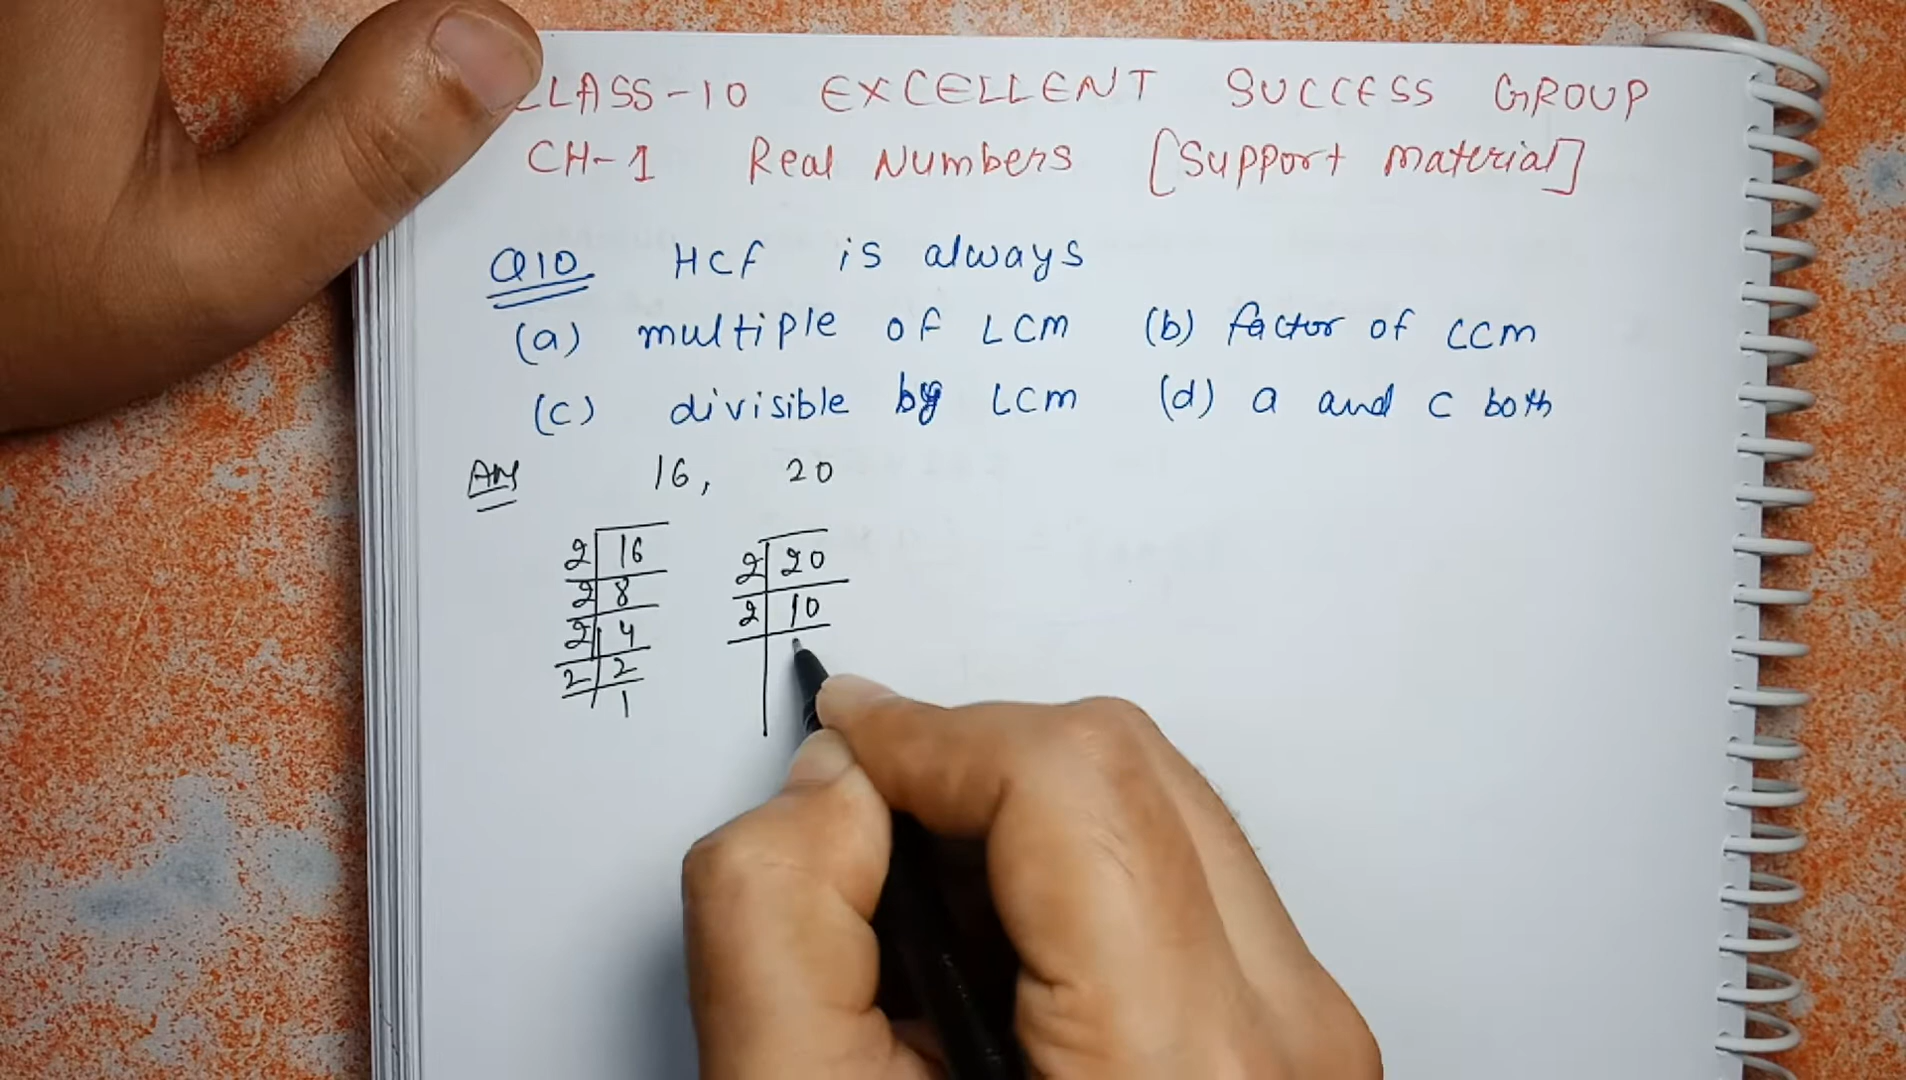 CLASS-10 EXCELLENT SUCCESS GROUP
CH-1 Real Numbers [Support material]
Q10 HCF is always
(a) multiple of LCM (b) factor of LCM
(c) divisible by LCM (d) a and c both
Ans 16, 20
2 16 2 20
2 8 2 10
2 4
2 2
1